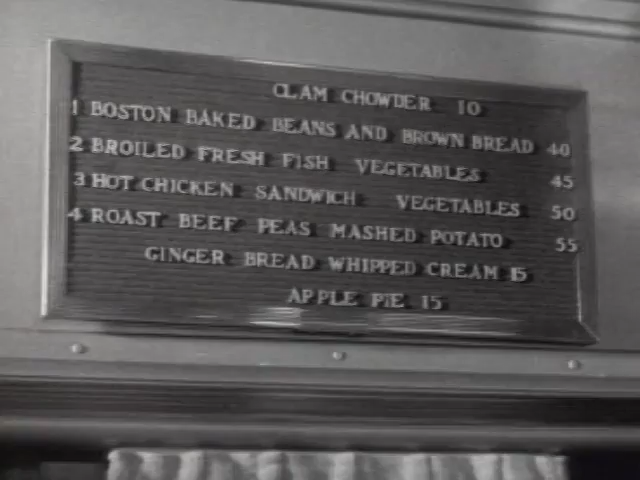 CLAM CHOWDER 10
1 BOSTON BAKED BEANS AND BROWN BREAD 40
2 BROILED FRESH FISH VEGETABLES 45
3 HOT CHICKEN SANDWICH VEGETABLES 50
4 ROAST BEEF PEAS MASHED POTATO 55
GINGER BREAD WHIPPED CREAM 15
APPLE PIE 15